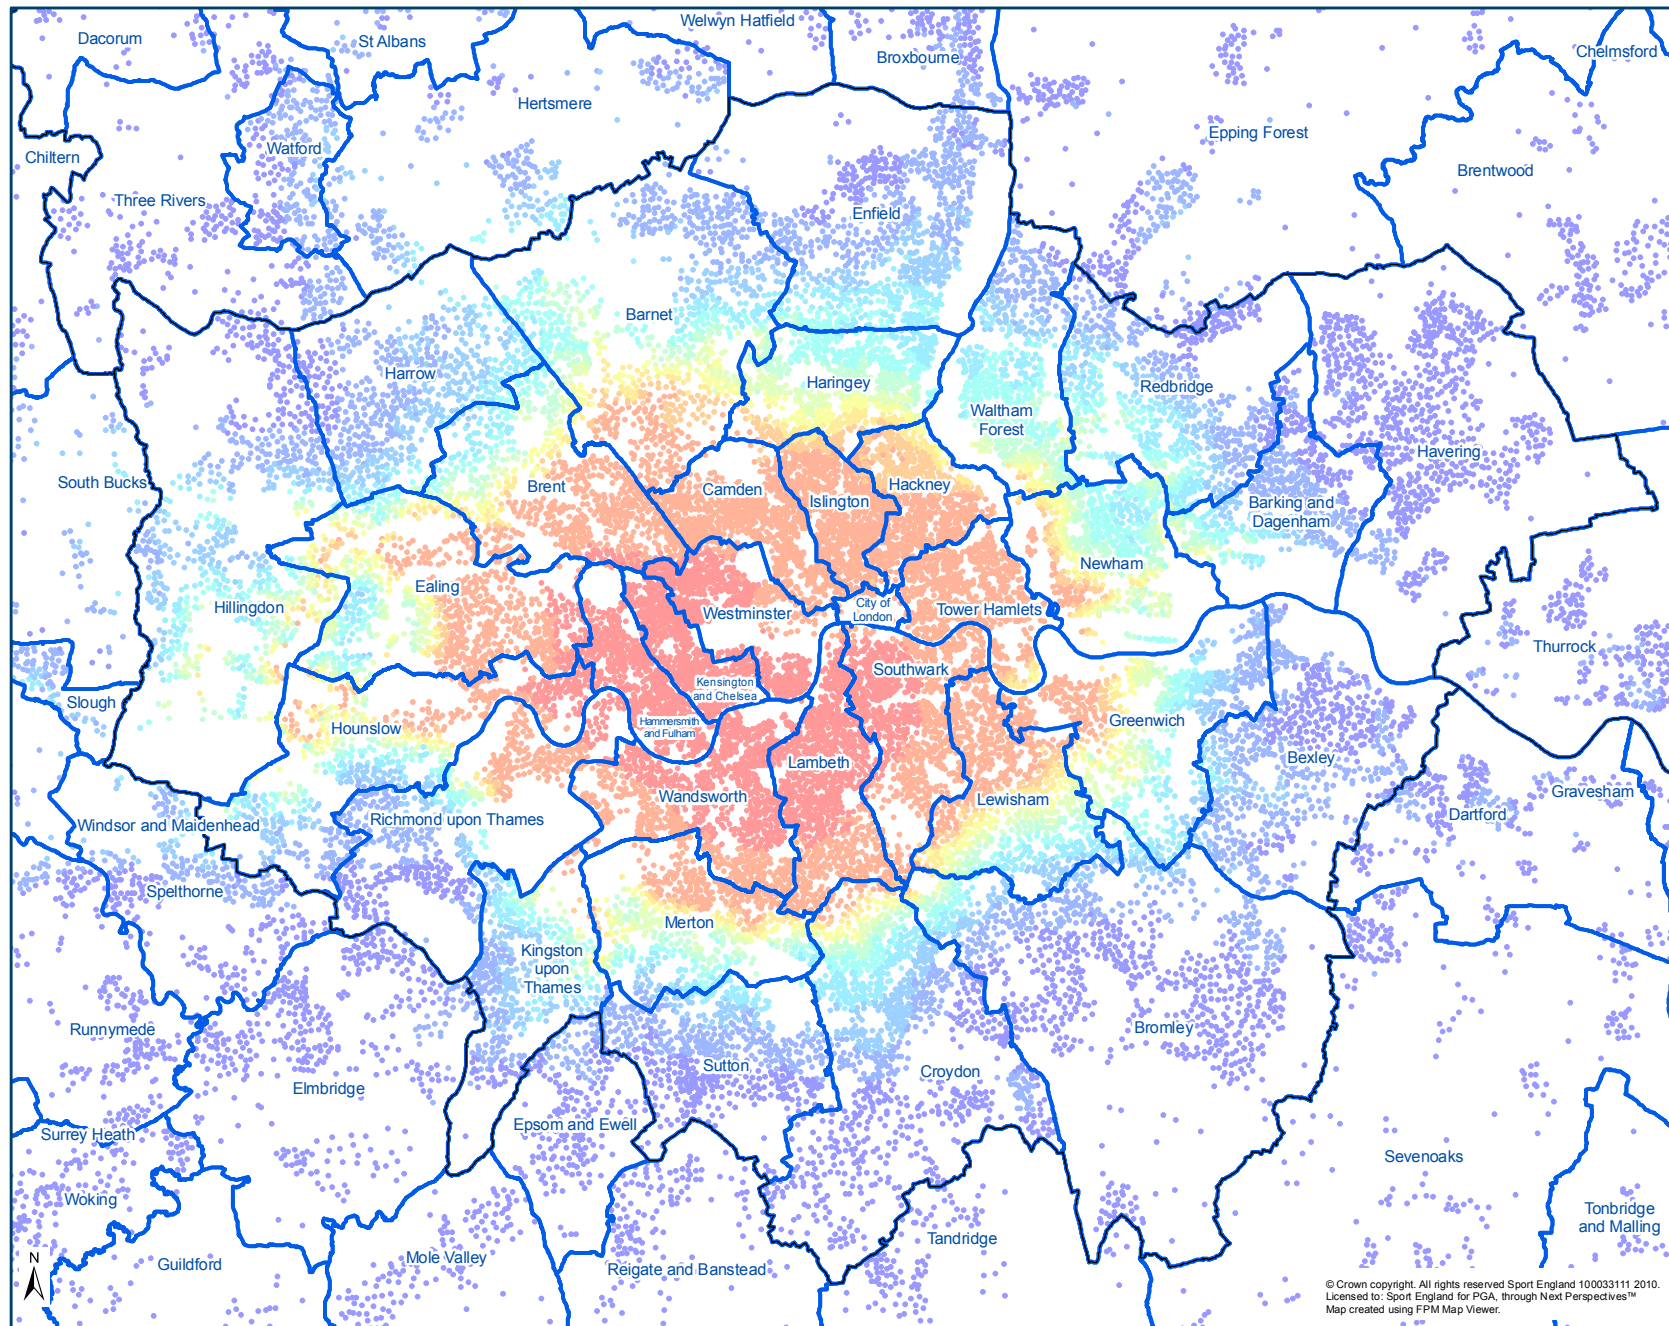 Welwyn Hatfield
Dacorum
St Albans
Broxbourne
Chelmsford
Hertsmere
Epping Forest
Watford
Chiltern
Brentwood
Three Rivers
Enfield
Barnet
Harrow
Haringey
Redbridge
Waltham
Forest
Havering
South Bucks
Brent
Camden
Islington
Hackney
Barking and
Dagenham
Newham
Ealing
Hillingdon
Westminster
City of
London
Tower Hamlets
Thurrock
Southwark
Kensington
and Chelsea
Slough
Hounslow
Hammersmith
and Fulham
Greenwich
Lambeth
Bexley
Wandsworth
Lewisham
Gravesham
Dartford
Windsor and Maidenhead
Richmond upon Thames
Spelthorne
Merton
Kingston
upon
Thames
Runnymede
Bromley
Sutton
Croydon
Elmbridge
Epsom and Ewell
Surrey Heath
Sevenoaks
Woking
Tonbridge
and Malling
Tandridge
N
Guildford
Mole Valley
Reigate and Banstead
© Crown copyright. All rights reserved Sport England 100033111 2010.
Licensed to: Sport England for PGA, through Next Perspectives™
Map created using FPM Map Viewer.